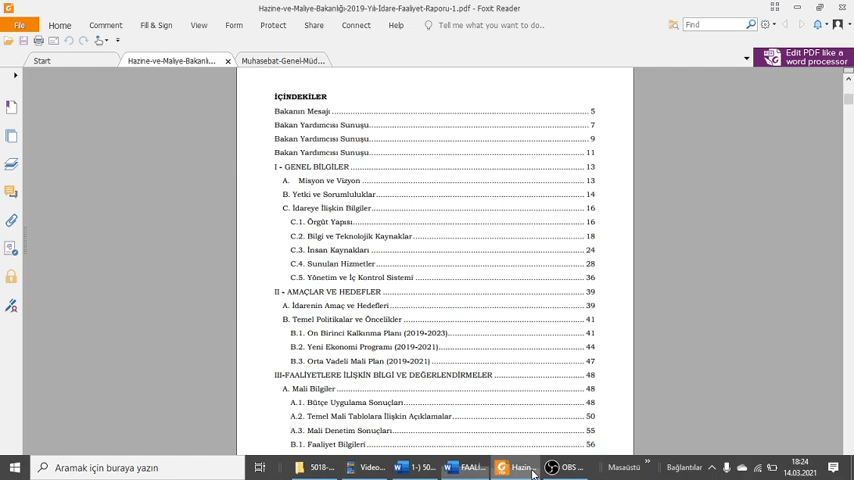 Hazine-ve-Maliye-Bakanlığı-2019-Yılı-İdare-Faaliyet-Raporu-1.pdf - Foxit Reader
File Home Comment Fill & Sign View Form Protect Share Connect Help Tell me what you want to do.. Find
Edit PDF like a
word processor
Start Hazine-ve-Maliye-Bakanlı... Muhasebat-Genel-Müd...
İÇİNDEKİLER
Bakanın Mesajı 5
Bakan Yardımcısı Sunuşu 7
Bakan Yardımcısı Sunuşu 9
Bakan Yardımcısı Sunuşu 11
I - GENEL BİLGİLER 13
A. Misyon ve Vizyon 13
B. Yetki ve Sorumluluklar 14
C. İdareye İlişkin Bilgiler 16
C.1. Örgüt Yapısı 16
C.2. Bilgi ve Teknolojik Kaynaklar 18
C.3. İnsan Kaynakları 24
C.4. Sunulan Hizmetler 28
C.5. Yönetim ve İç Kontrol Sistemi 36
II - AMAÇLAR VE HEDEFLER 39
A. İdarenin Amaç ve Hedefleri 39
B. Temel Politikalar ve Öncelikler 41
B.1. On Birinci Kalkınma Planı (2019-2023) 41
B.2. Yeni Ekonomi Programı (2019-2021) 44
B.3. Orta Vadeli Mali Plan (2019-2021) 47
III-FAALİYETLERE İLİŞKİN BİLGİ VE DEĞERLENDİRMELER 48
A. Mali Bilgiler 48
A.1. Bütçe Uygulama Sonuçları 48
A.2. Temel Mali Tablolara İlişkin Açıklamalar 50
A.3. Mali Denetim Sonuçları 55
B.1. Faaliyet Bilgileri 56
Aramak için buraya yazın 5018-... Video... 1-) 50... FAALİ... Hazin... OBS ... Masaüstü Bağlantılar 18:24
14.03.2021